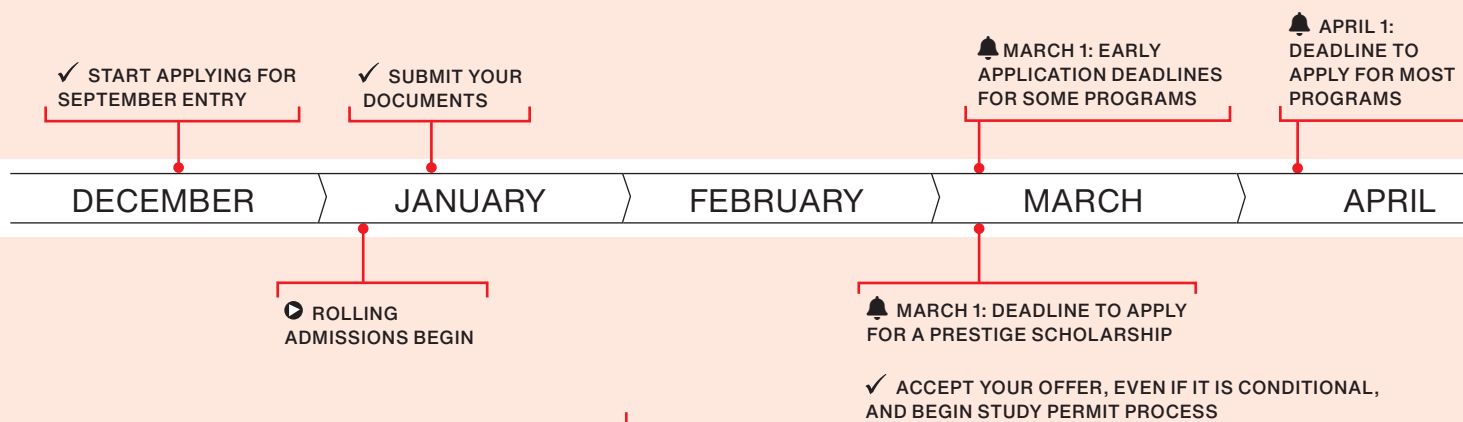 ✓ START APPLYING FOR
SEPTEMBER ENTRY
✓ SUBMIT YOUR
DOCUMENTS
MARCH 1: EARLY
APPLICATION DEADLINES
FOR SOME PROGRAMS
APRIL 1:
DEADLINE TO
APPLY FOR MOST
PROGRAMS
DECEMBER
JANUARY
FEBRUARY
MARCH
APRIL
ROLLING
ADMISSIONS BEGIN
MARCH 1: DEADLINE TO APPLY
FOR A PRESTIGE SCHOLARSHIP
✓ ACCEPT YOUR OFFER, EVEN IF IT IS CONDITIONAL,
AND BEGIN STUDY PERMIT PROCESS